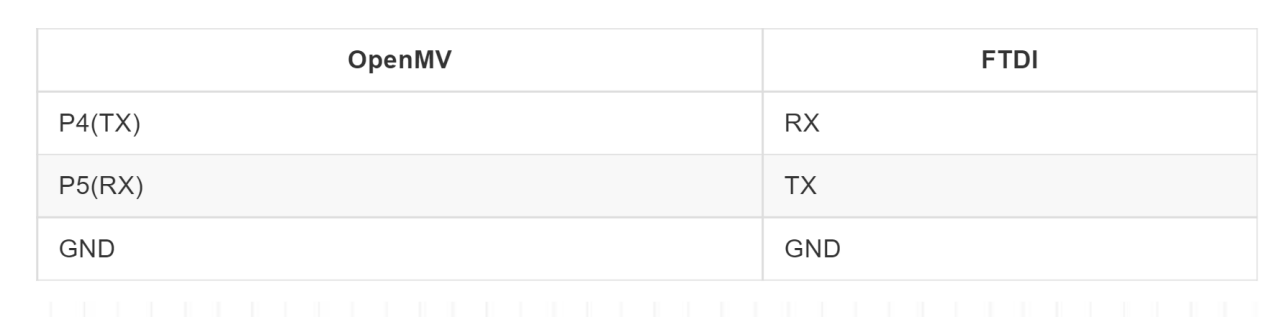 OpenMV FTDI
P4(TX) RX
P5(RX) TX
GND GND